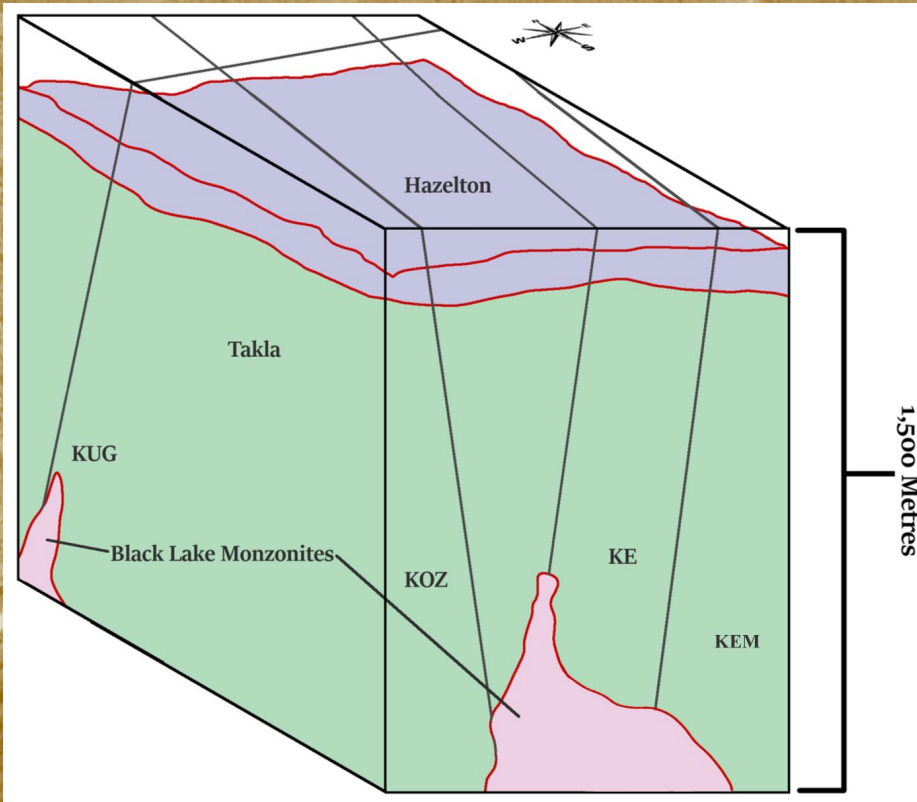 W
S
Hazelton
Takla
KUG
Black Lake Monzonites
KOZ
KE
KEM
1,500 Metres